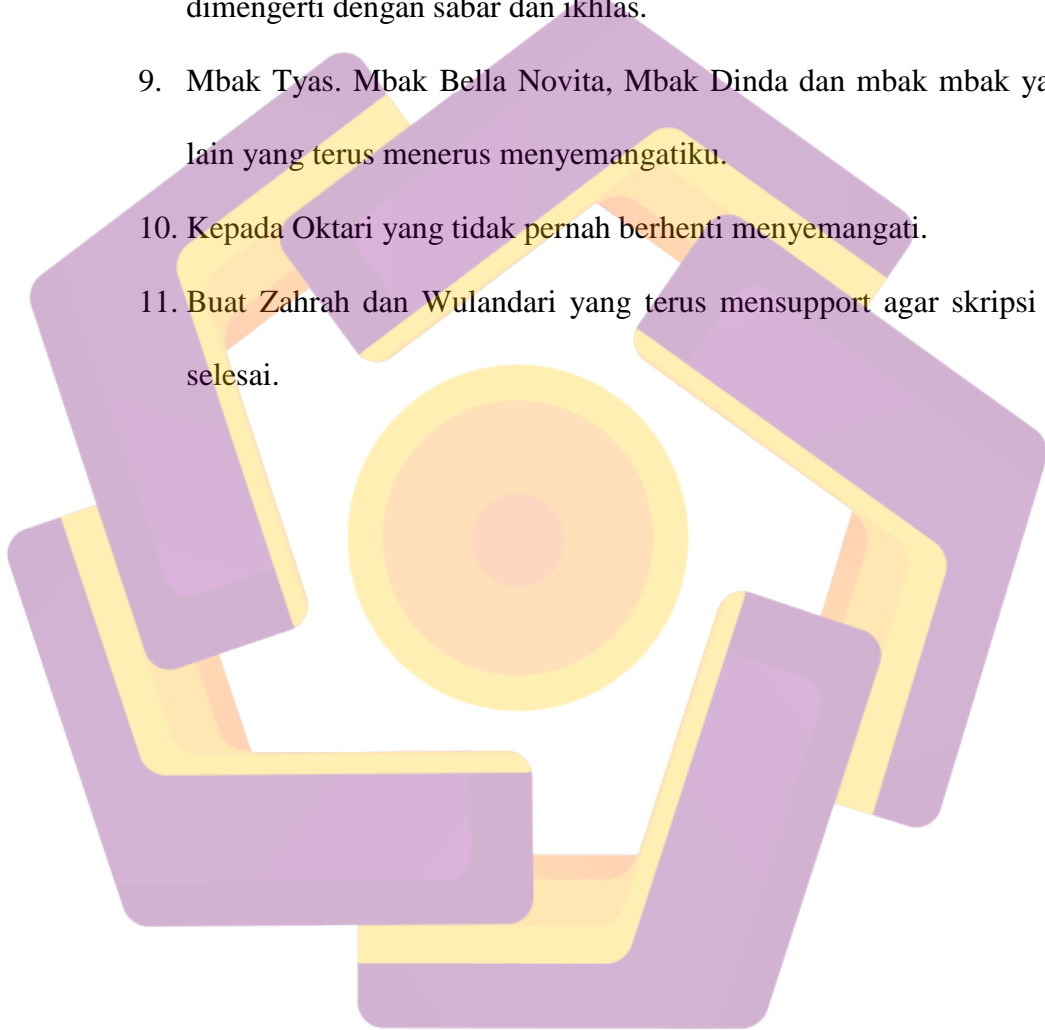 dimengerti dengan sabar dan ikhlas.
9. Mbak Tyas. Mbak Bella Novita, Mbak Dinda dan mbak mbak
lain yang terus menerus menyemangatiku.
10. Kepada Oktari yang tidak pernah berhenti menyemangati.
11. Buat Zahrah dan Wulandari yang terus mensupport agar skripsi
selesai.